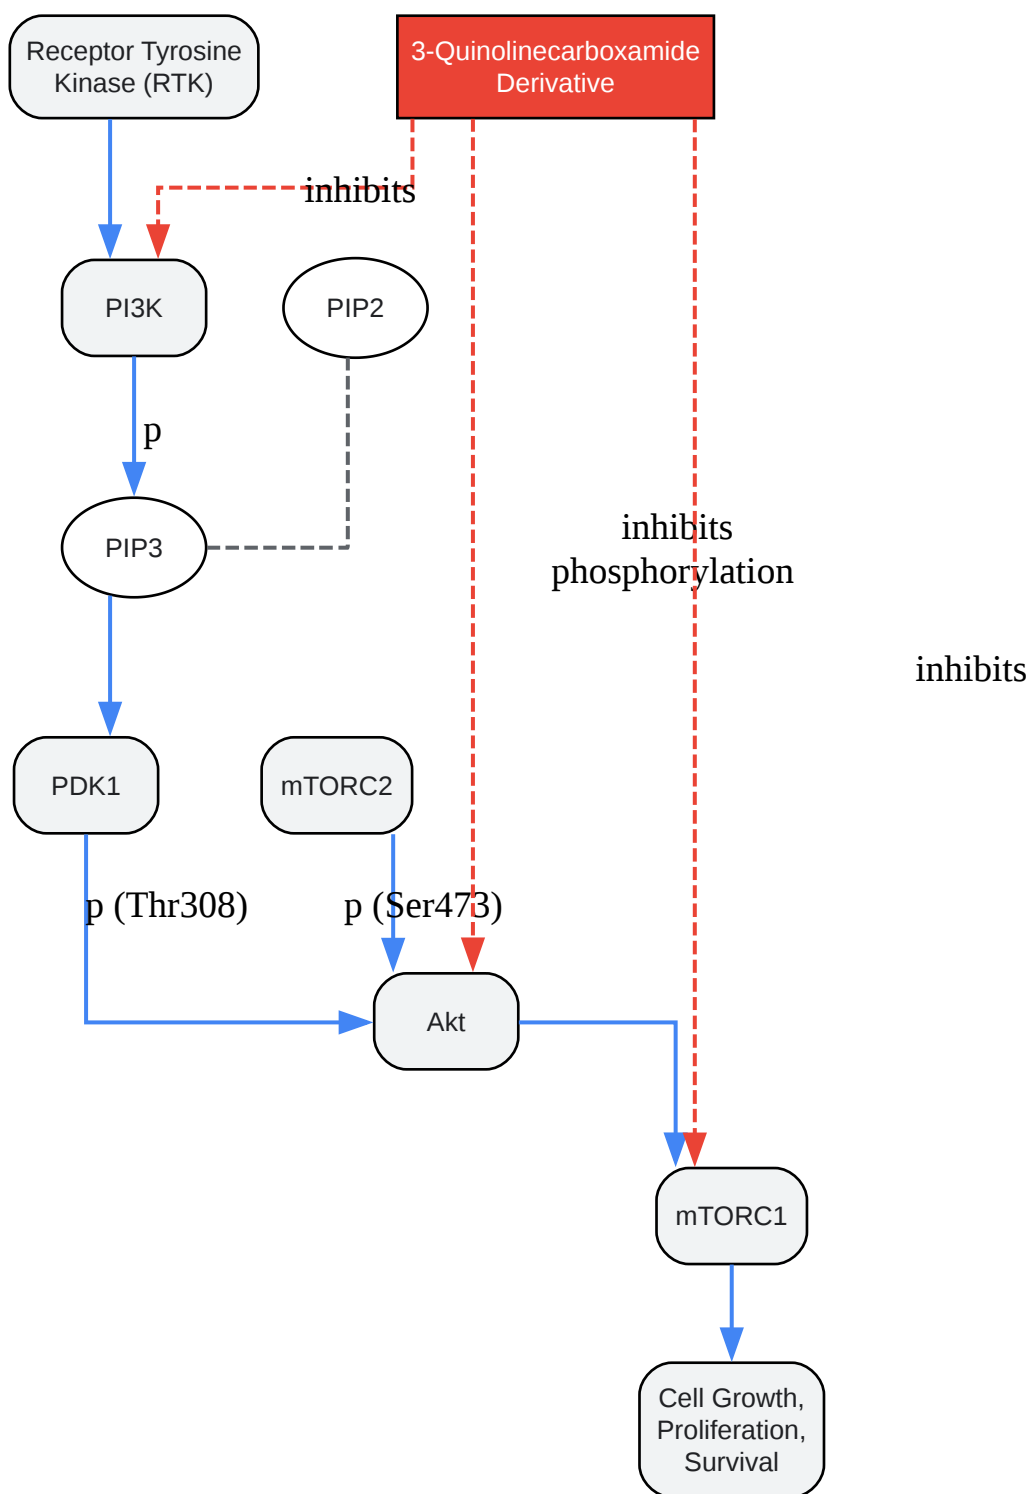 Receptor Tyrosine
Kinase (RTK)
3-Quinolinecarboxamide
Derivative
inhibits
PI3K
PIP2
p
PIP3
inhibits
phosphorylation
inhibits
PDK1
mTORC2
p (Thr308)
p (Ser473)
Akt
mTORC1
Cell Growth,
Proliferation,
Survival